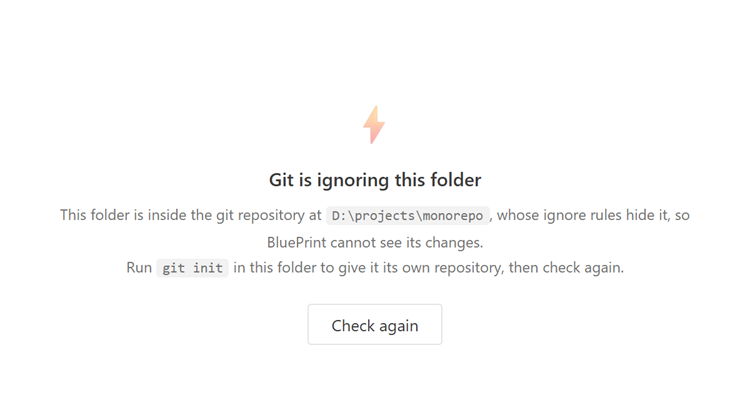 Git is ignoring this folder
This folder is inside the git repository at D:\projects\monorepo, whose ignore rules hide it, so
BluePrint cannot see its changes.
Run git init in this folder to give it its own repository, then check again.
Check again